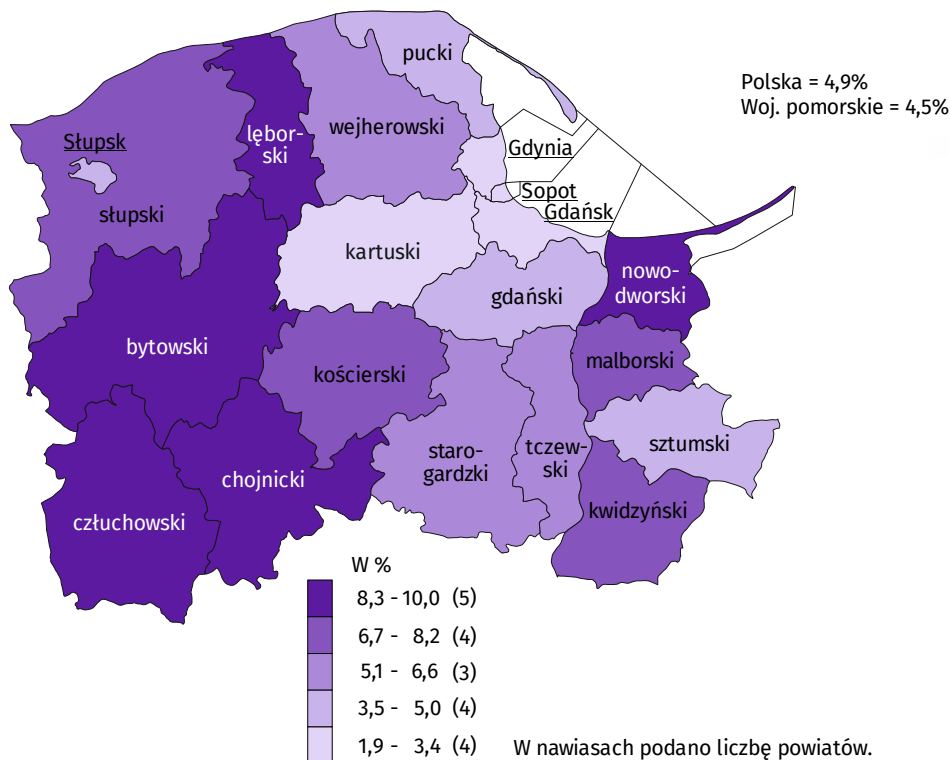 pucki
Polska = 4,9%
Woj. pomorskie = 4,5%
wejherowski
lębor-
ski
Słupsk
Gdynia
Sopot
Gdańsk
słupski
kartuski
gdański
nowo-
dworski
bytowski
kościerski
malborski
staro-
gardzki
tczew-
ski
sztumski
chojnicki
człuchowski
kwidzyński
W %
8,3 - 10,0 (5)
6,7 - 8,2 (4)
5,1 - 6,6 (3)
3,5 - 5,0 (4)
1,9 - 3,4 (4)
W nawiasach podano liczbę powiatów.